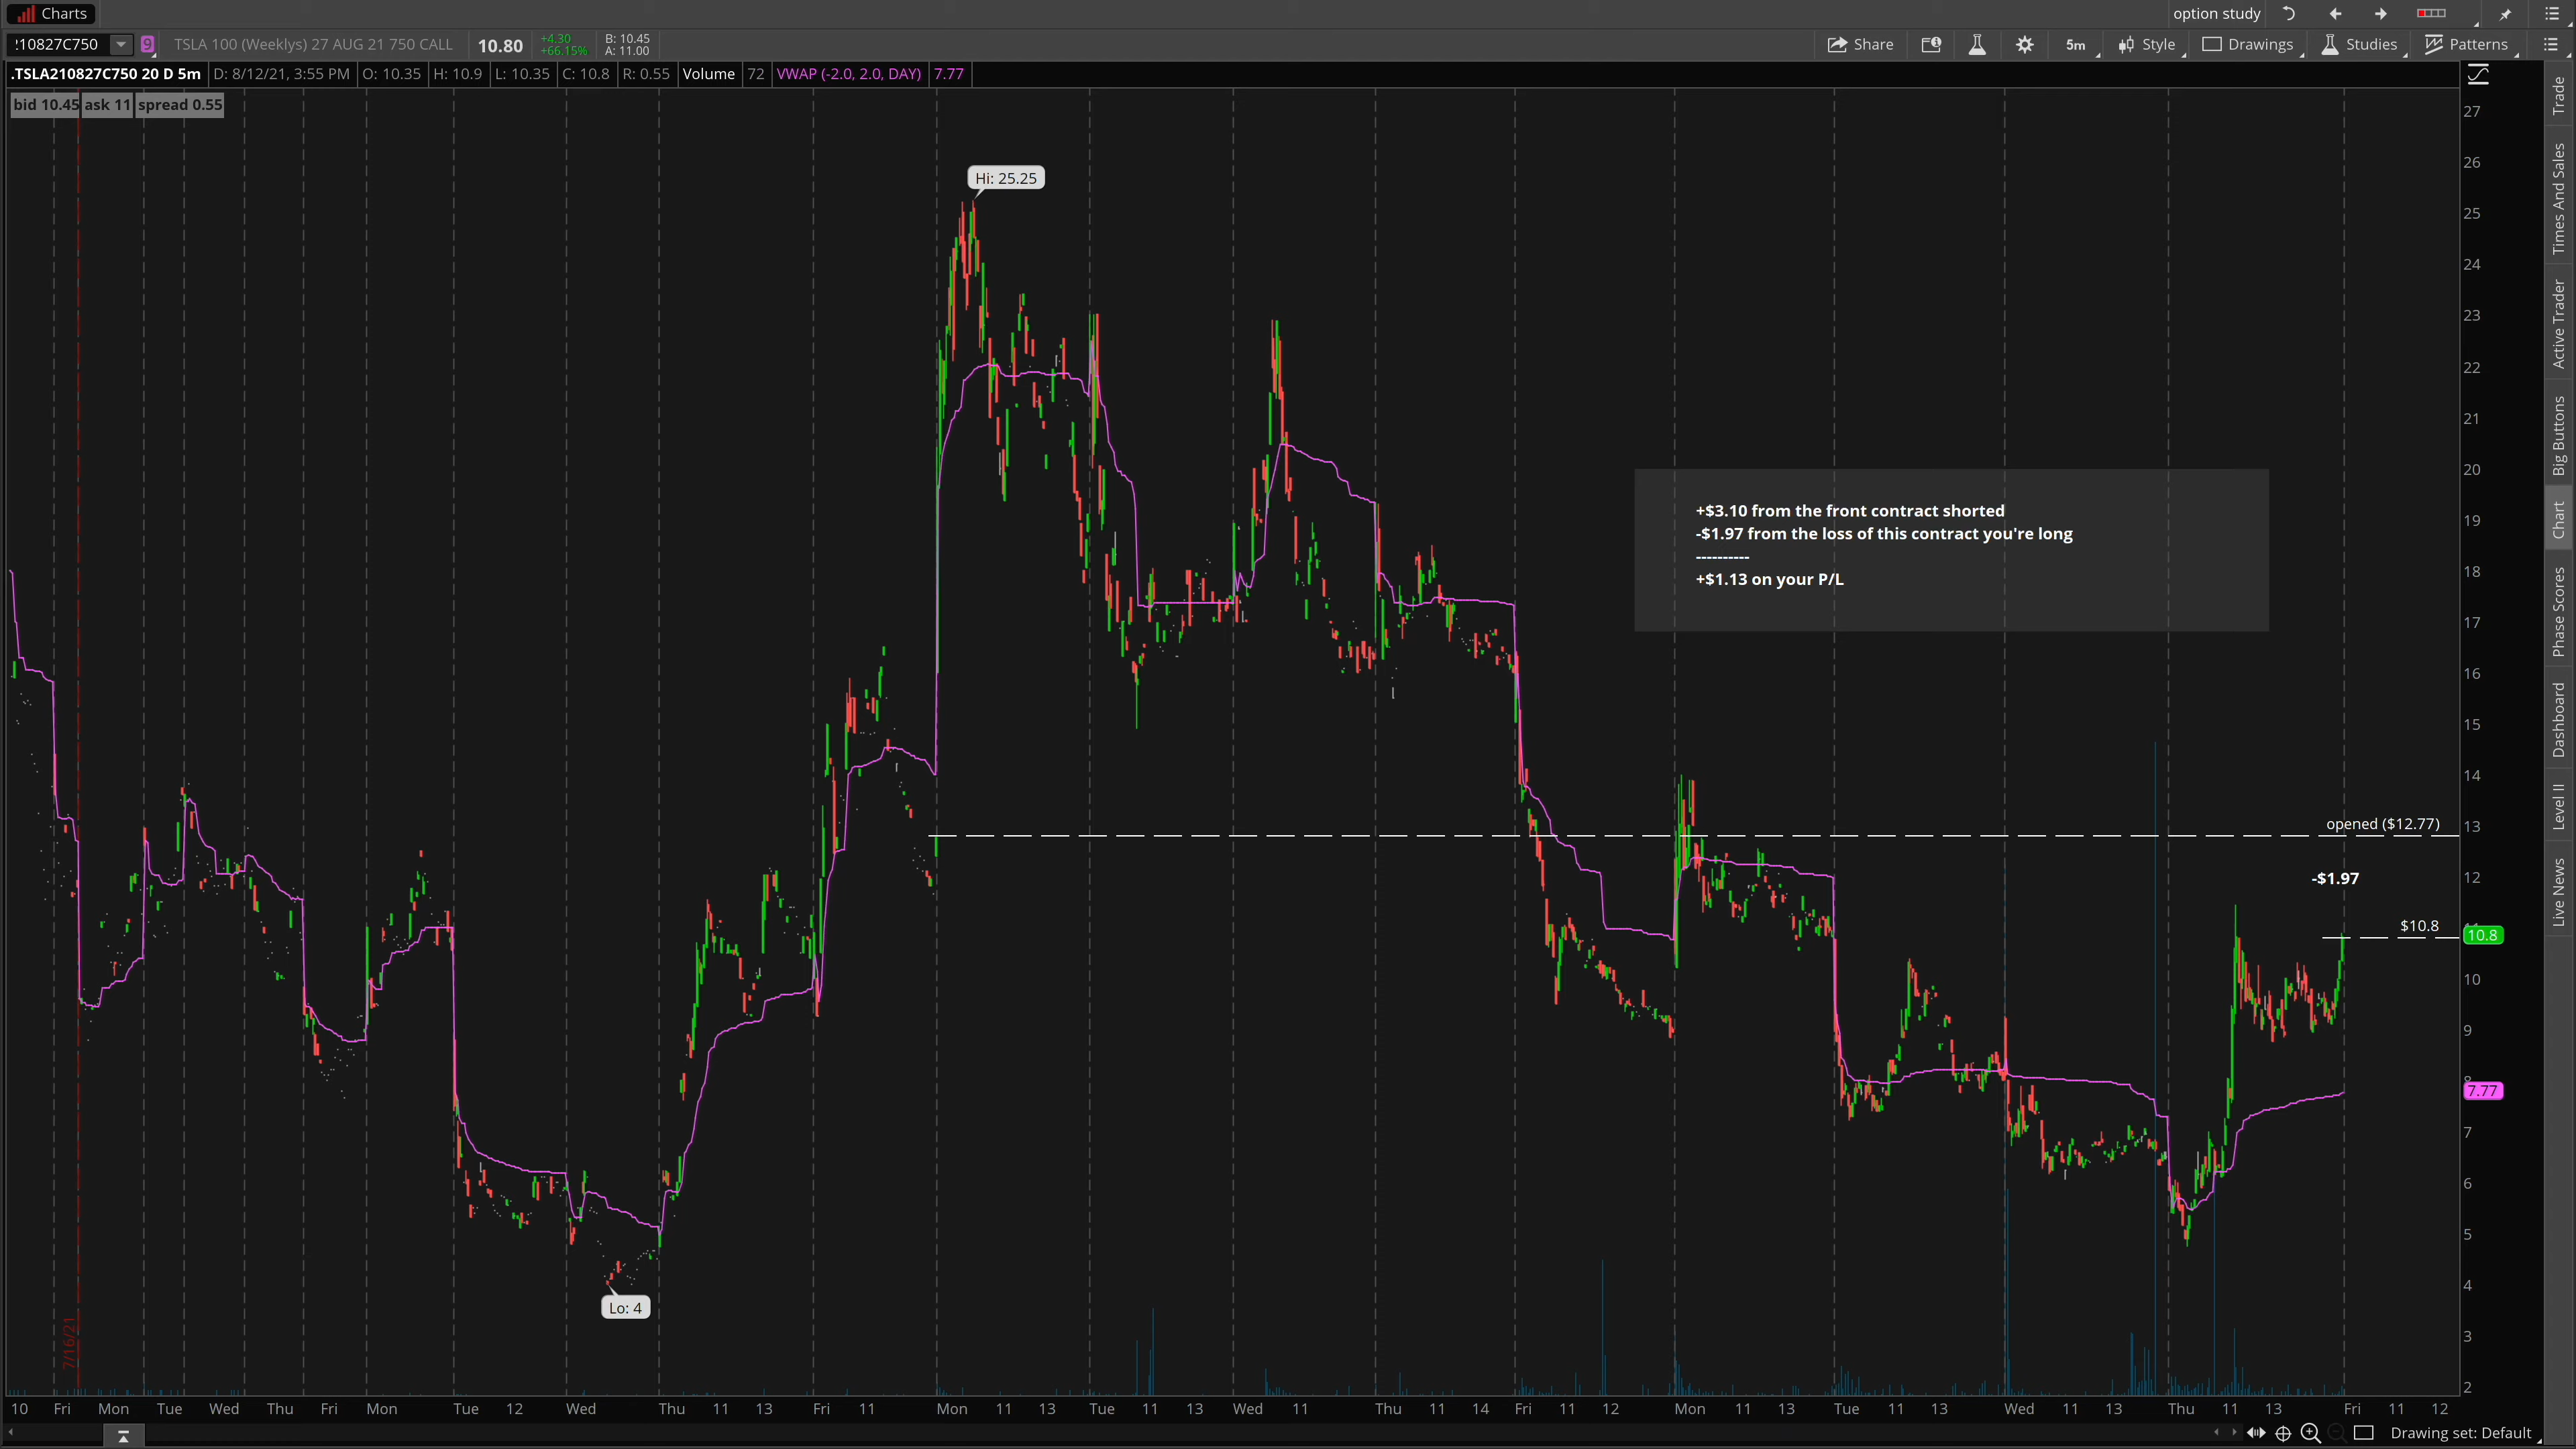 Charts
option study
:10827C750
9
TSLA 100 (Weeklys) 27 AUG 21 750 CALL
10.80
+4.30
+66.15%
B: 10.45
A: 11.00
Share
5m
Style
Drawings
Studies
Patterns
.TSLA210827C750 20 D 5m
D: 8/12/21, 3:55 PM
O: 10.35
H: 10.9
L: 10.35
C: 10.8
R: 0.55
Volume
72
VWAP (-2.0, 2.0, DAY)
7.77
bid 10.45
ask 11
spread 0.55
27
26
25
24
23
22
21
20
19
18
17
16
15
14
13
12
10
9
7
6
5
4
3
2
Hi: 25.25
+$3.10 from the front contract shorted
-$1.97 from the loss of this contract you're long
----------
+$1.13 on your P/L
opened ($12.77)
-$1.97
$10.8
10.8
7.77
Lo: 4
7/16/21
10 Fri Mon Tue Wed Thu Fri Mon Tue 12 Wed Thu 11 13 Fri 11 Mon 11 13 Tue 11 13 Wed 11 Thu 11 14 Fri 11 12 Mon 11 13 Tue 11 13 Wed 11 13 Thu 11 13 Fri 11 12
Drawing set: Default
Trade
Times And Sales
Active Trader
Big Buttons
Chart
Phase Scores
Dashboard
Level II
Live News